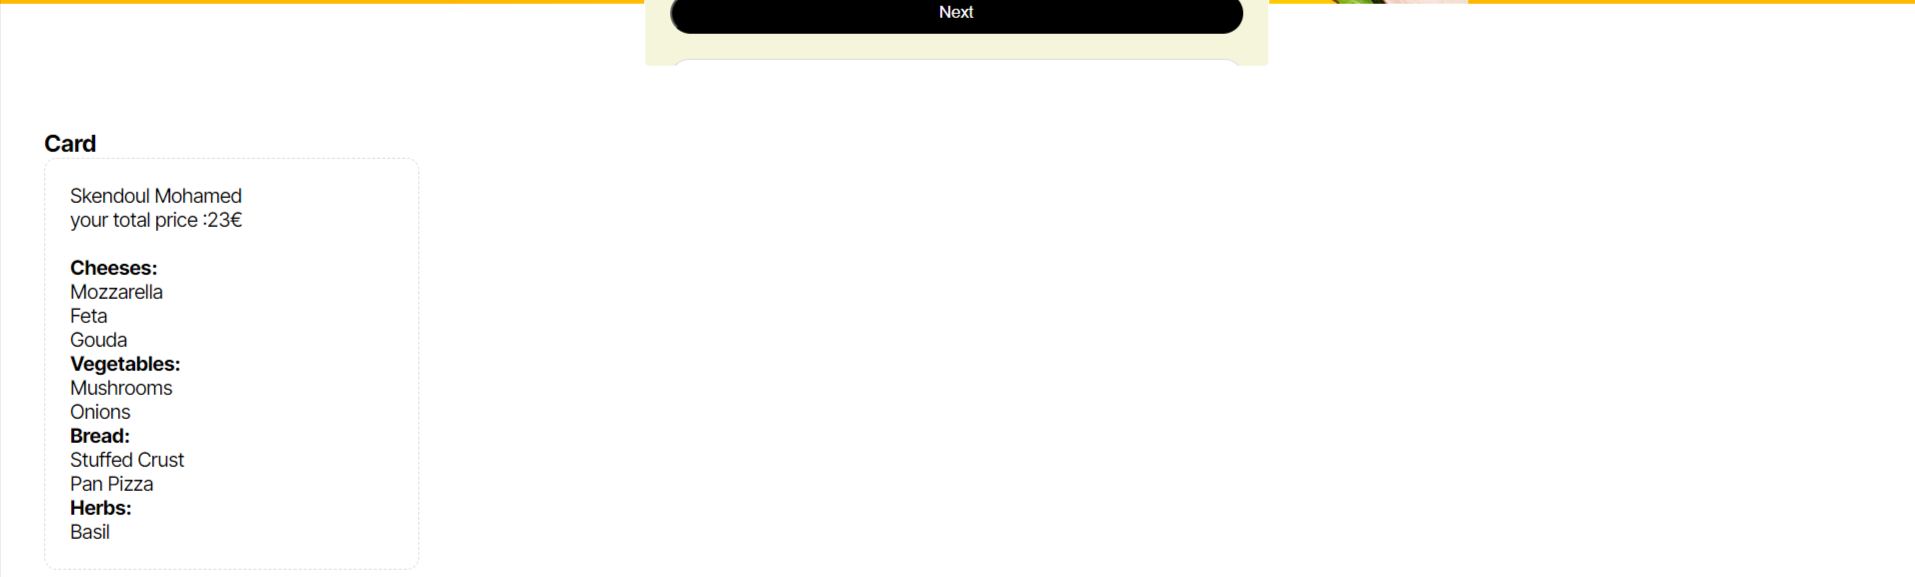 Next
Card
Skendoul Mohamed
your total price :23€
Cheeses:
Mozzarella
Feta
Gouda
Vegetables:
Mushrooms
Onions
Bread:
Stuffed Crust
Pan Pizza
Herbs:
Basil